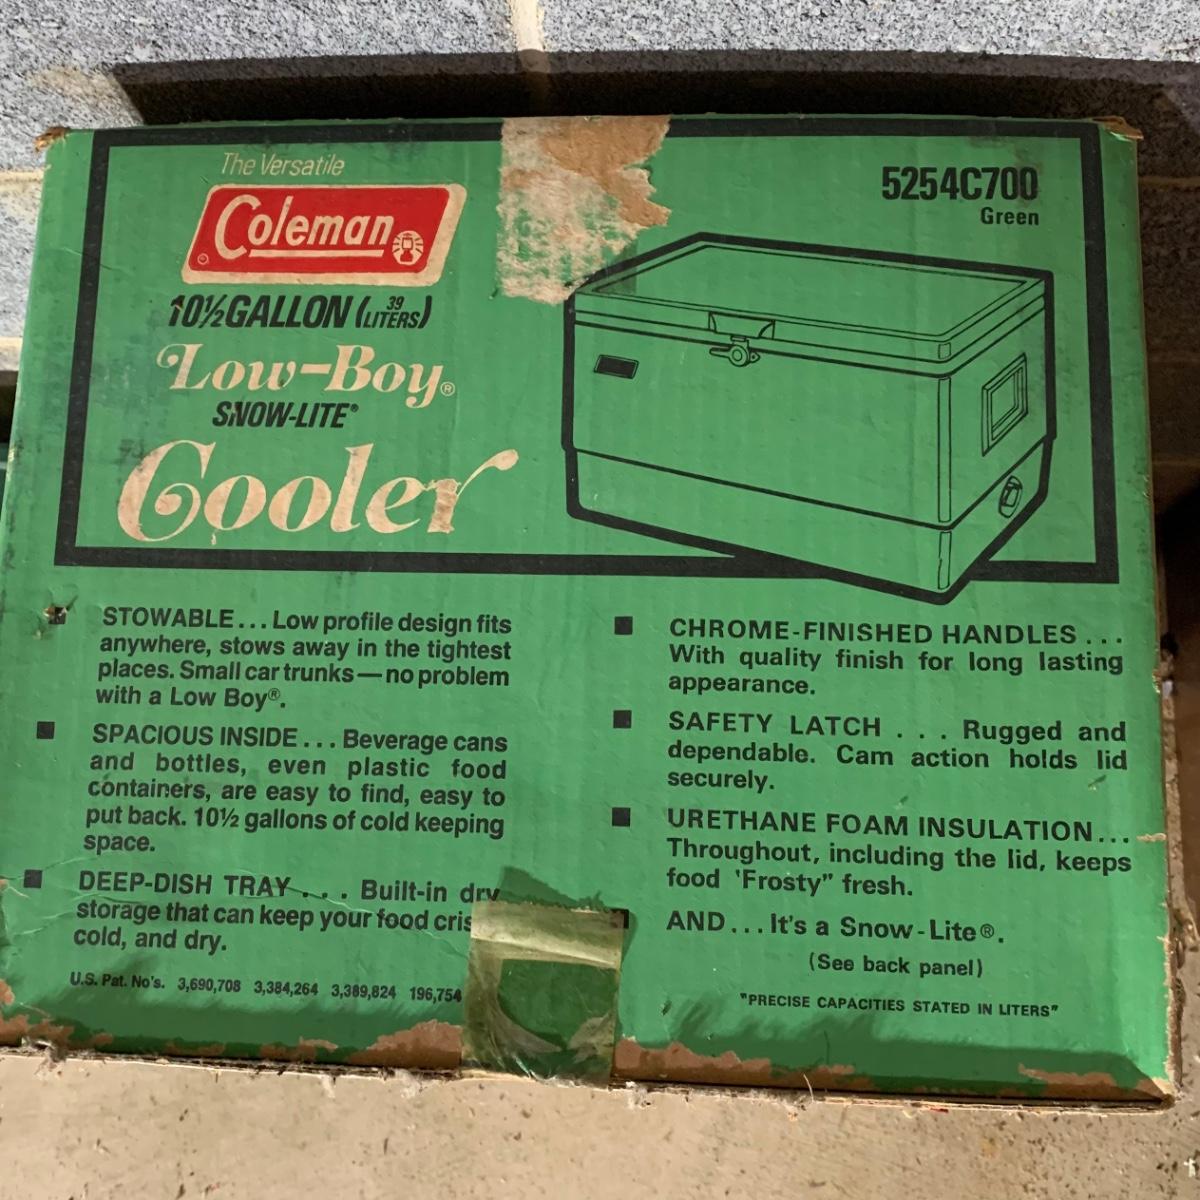 The Versatile
Coleman
10½ GALLON (39 LITERS)
Low-Boy®
SNOW-LITE®
Cooler
5254C700
Green
STOWABLE... Low profile design fits
anywhere, stows away in the tightest
places. Small car trunks — no problem
with a Low Boy®.
SPACIOUS INSIDE... Beverage cans
and bottles, even plastic food
containers, are easy to find, easy to
put back. 10½ gallons of cold keeping
space.
DEEP-DISH TRAY... Built-in dry
storage that can keep your food
cold, and dry.
U.S. Pat. No's. 3,690,708 3,384,264 3,389,824 196,754
CHROME-FINISHED HANDLES...
With quality finish for long lasting
appearance.
SAFETY LATCH... Rugged and
dependable. Cam action holds lid
securely.
URETHANE FOAM INSULATION...
Throughout, including the lid, keeps
food 'Frosty" fresh.
AND... It's a Snow-Lite®.
(See back panel)
"PRECISE CAPACITIES STATED IN LITERS"